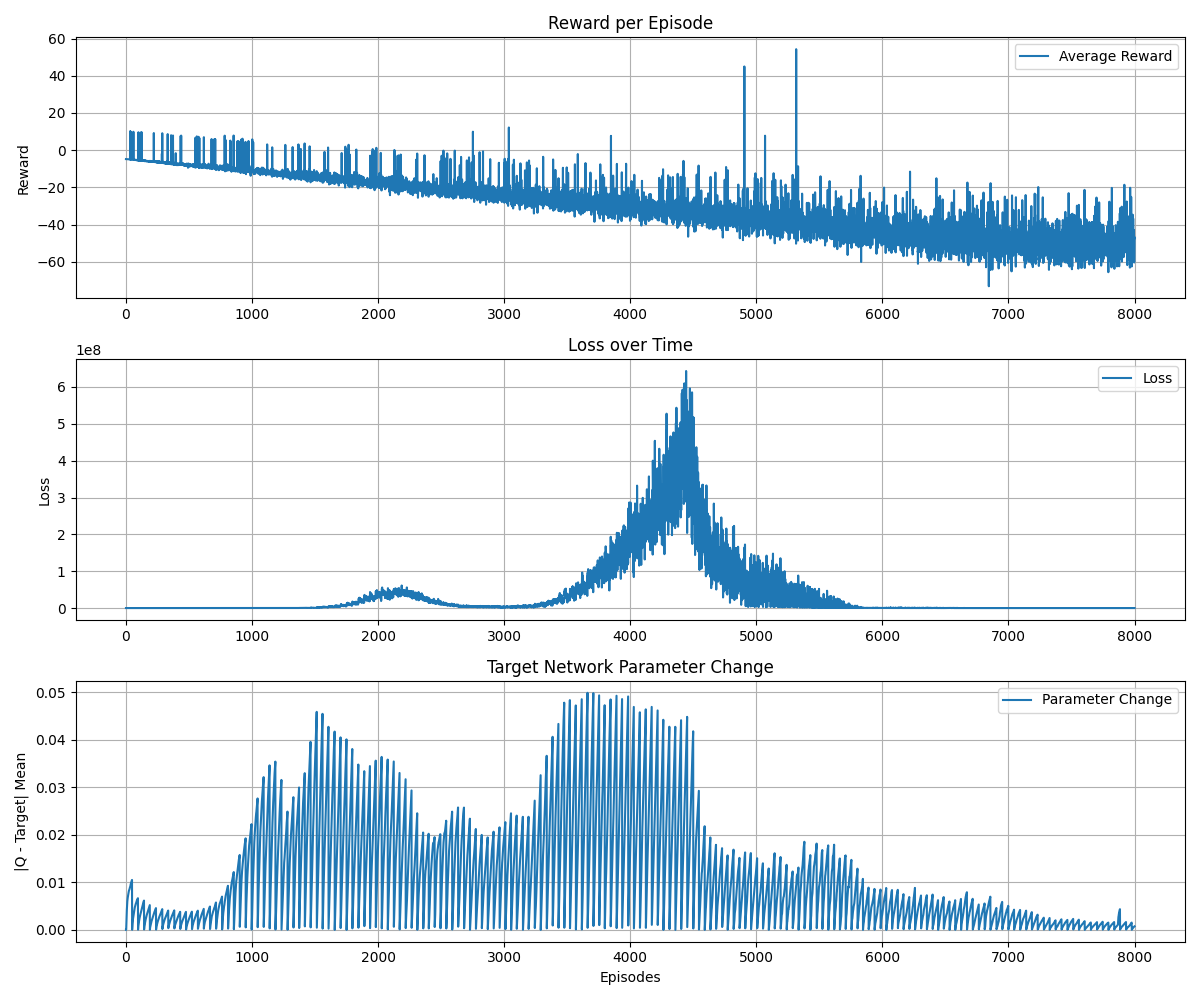 Reward per Episode
60
40
20
0
−20
−40
−60
Reward
Average Reward
0 1000 2000 3000 4000 5000 6000 7000 8000
Loss over Time
1e8
6
5
4
3
2
1
0
Loss
Loss
0 1000 2000 3000 4000 5000 6000 7000 8000
Target Network Parameter Change
0.05
0.04
0.03
0.02
0.01
0.00
|Q - Target| Mean
Parameter Change
0 1000 2000 3000 4000 5000 6000 7000 8000
Episodes